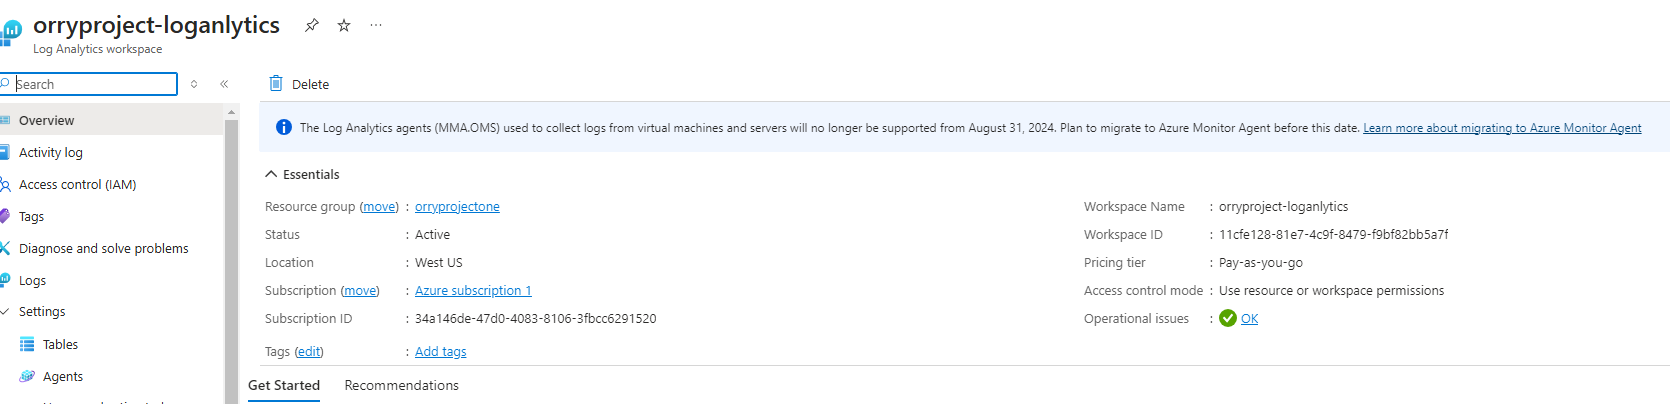 orryproject-loganlytics
Log Analytics workspace
Search
Delete
Overview
Activity log
Access control (IAM)
Tags
Diagnose and solve problems
Logs
Settings
Tables
Agents
The Log Analytics agents (MMA.OMS) used to collect logs from virtual machines and servers will no longer be supported from August 31, 2024. Plan to migrate to Azure Monitor Agent before this date. Learn more about migrating to Azure Monitor Agent
Essentials
Resource group (move) : orryprojectone
Status : Active
Location : West US
Subscription (move) : Azure subscription 1
Subscription ID : 34a146de-47d0-4083-8106-3fbcc6291520
Tags (edit) : Add tags
Workspace Name : orryproject-loganlytics
Workspace ID : 11cfe128-81e7-4c9f-8479-f9bf82bb5a7f
Pricing tier : Pay-as-you-go
Access control mode : Use resource or workspace permissions
Operational issues : OK
Get Started
Recommendations